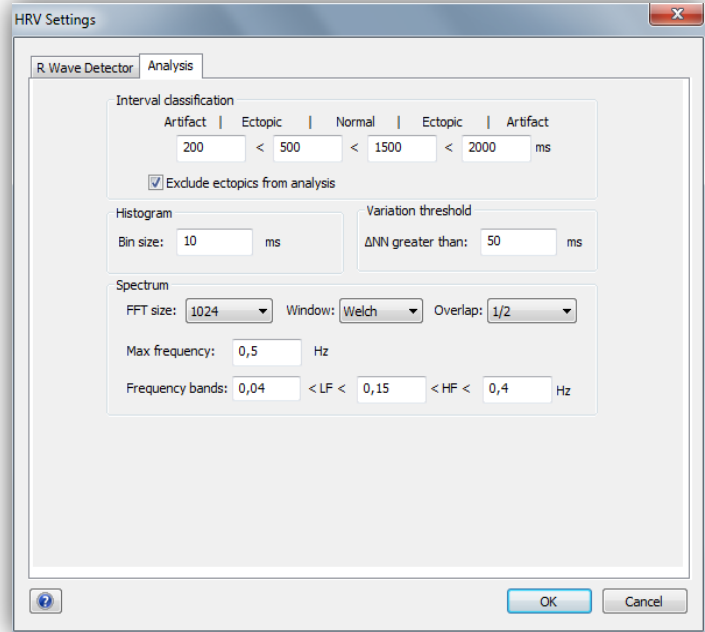 HRV Settings
x
R Wave Detector Analysis
Interval classification
Artifact | Ectopic | Normal | Ectopic | Artifact
200 < 500 < 1500 < 2000 ms
Exclude ectopics from analysis
Histogram Variation threshold
Bin size: 10 ms ΔNN greater than: 50 ms
Spectrum
FFT size: 1024 Window: Welch Overlap: 1/2
Max frequency: 0,5 Hz
Frequency bands: 0,04 < LF < 0,15 < HF < 0,4 Hz
? OK Cancel